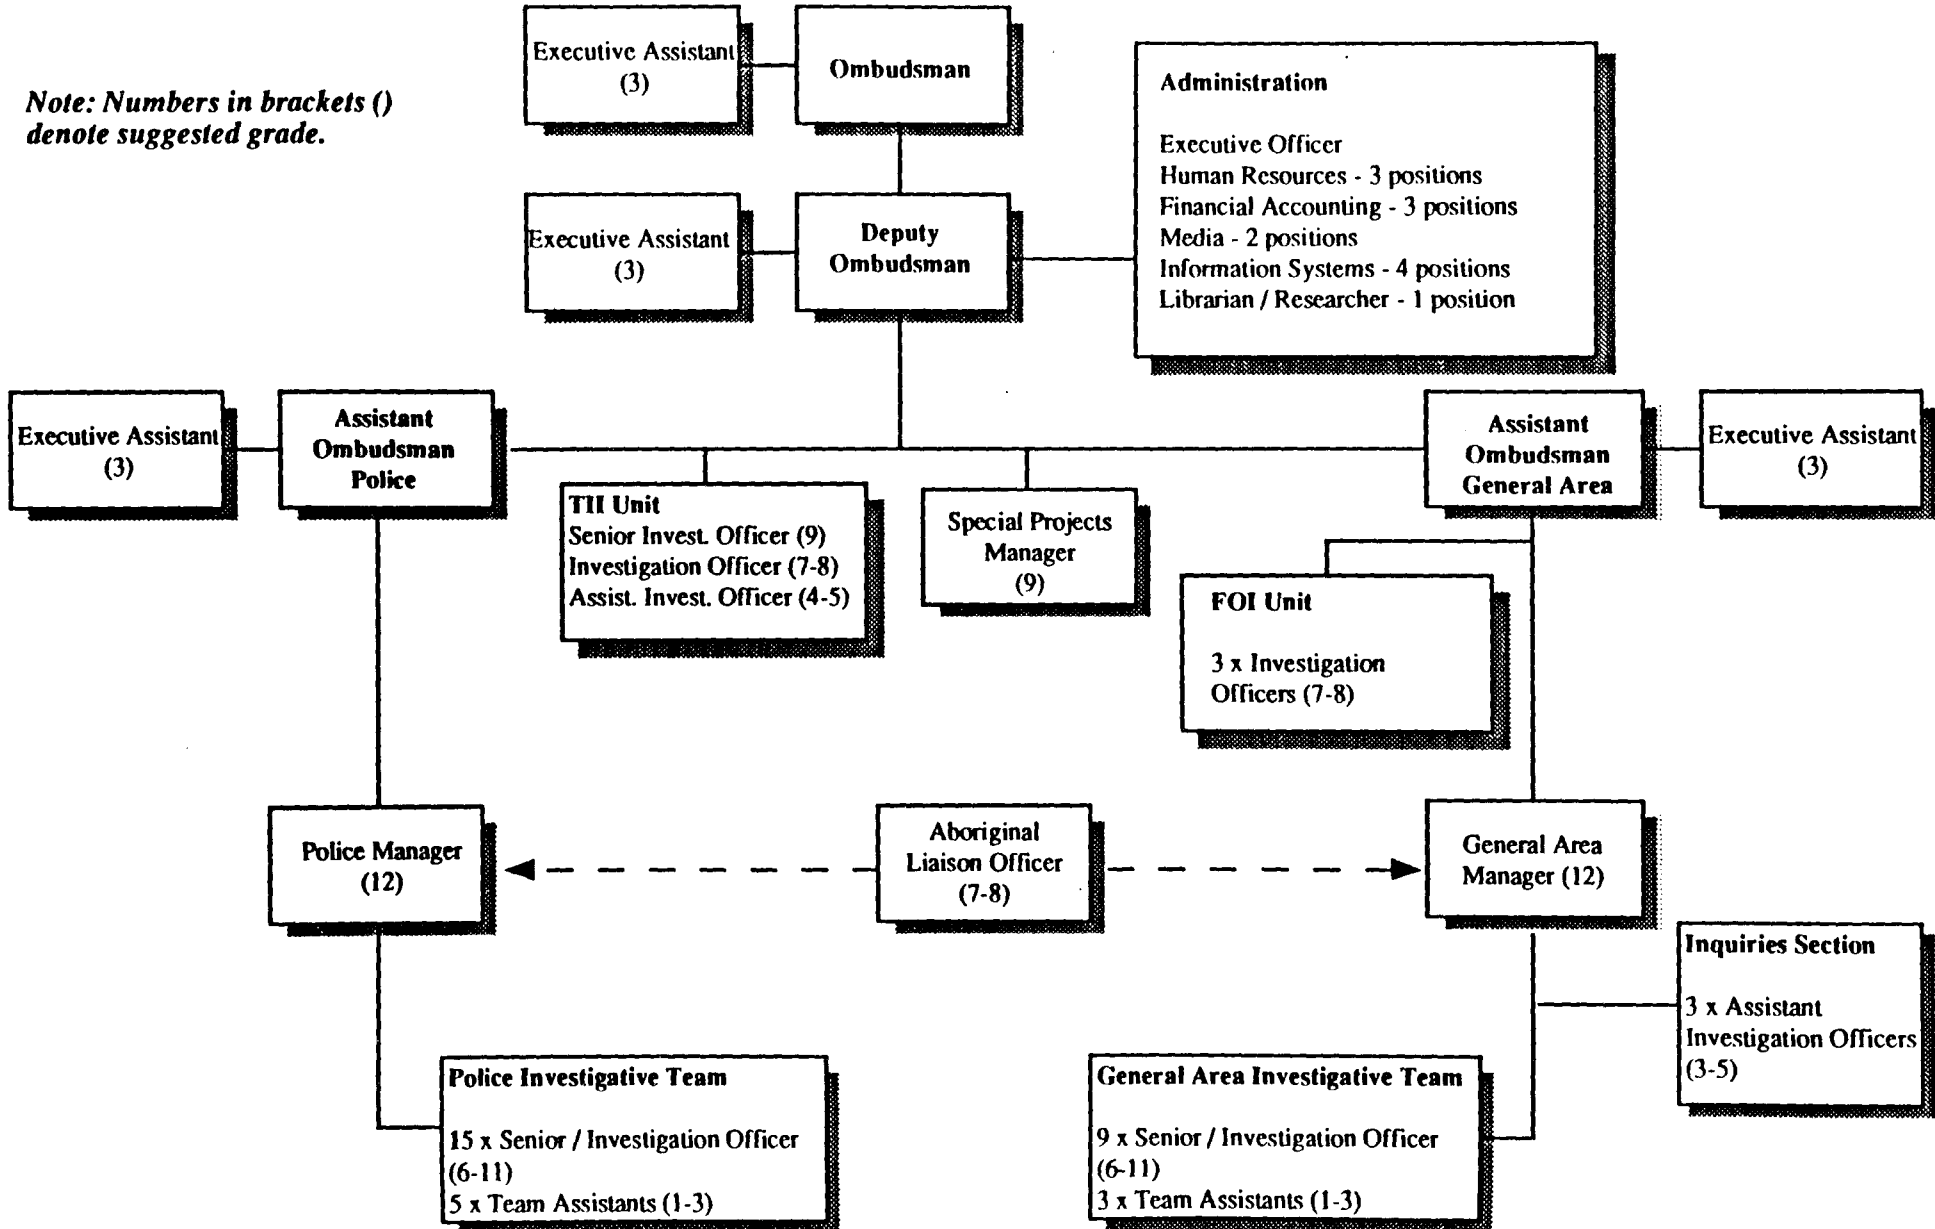 Executive Assistant
(3)
Ombudsman
Note: Numbers in brackets ()
denote suggested grade.
Administration
Executive Officer
Human Resources - 3 positions
Financial Accounting - 3 positions
Media - 2 positions
Information Systems - 4 positions
Librarian / Researcher - 1 position
Executive Assistant
(3)
Deputy
Ombudsman
Executive Assistant
(3)
Assistant
Ombudsman
Police
Assistant
Ombudsman
General Area
Executive Assistant
(3)
TII Unit
Senior Invest. Officer (9)
Investigation Officer (7-8)
Assist. Invest. Officer (4-5)
Special Projects
Manager
(9)
FOI Unit
3 x Investigation
Officers (7-8)
Police Manager
(12)
Aboriginal
Liaison Officer
(7-8)
General Area
Manager (12)
Inquiries Section
3 x Assistant
Investigation Officers
(3-5)
Police Investigative Team
15 x Senior / Investigation Officer
(6-11)
5 x Team Assistants (1-3)
General Area Investigative Team
9 x Senior / Investigation Officer
(6-11)
3 x Team Assistants (1-3)